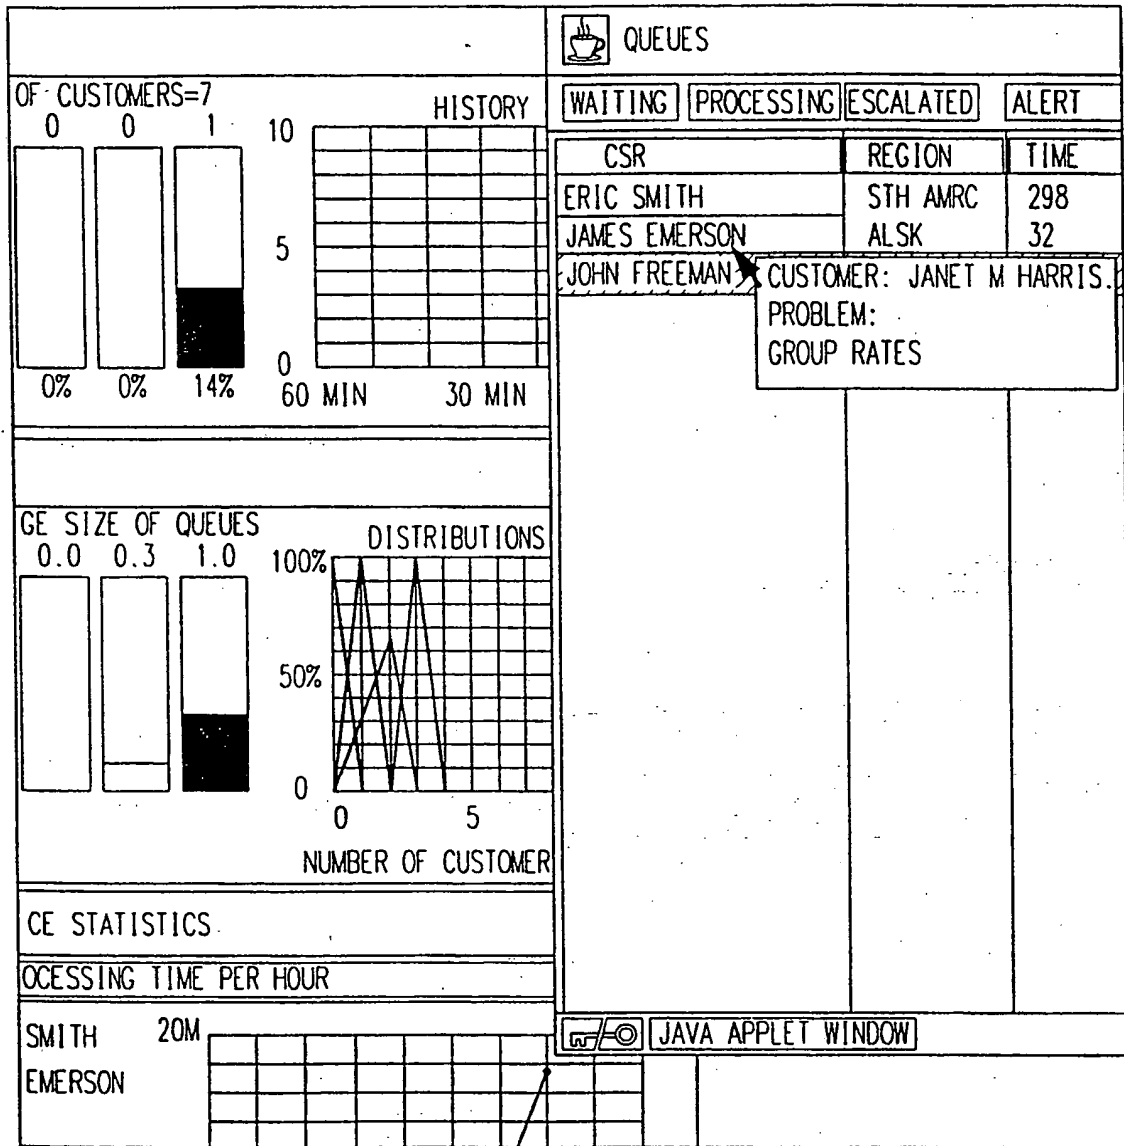 QUEUES
OF CUSTOMERS=7
0 0 1
HISTORY
10
5
0
0% 0% 14%
60 MIN 30 MIN
WAITING PROCESSING ESCALATED ALERT
CSR REGION TIME
ERIC SMITH STH AMRC 298
JAMES EMERSON ALSK 32
JOHN FREEMAN
CUSTOMER: JANET M HARRIS.
PROBLEM:
GROUP RATES
GE SIZE OF QUEUES
0.0 0.3 1.0
DISTRIBUTIONS
100%
50%
0
0 5
NUMBER OF CUSTOMER
CE STATISTICS
OCESSING TIME PER HOUR
SMITH 20M
EMERSON
JAVA APPLET WINDOW